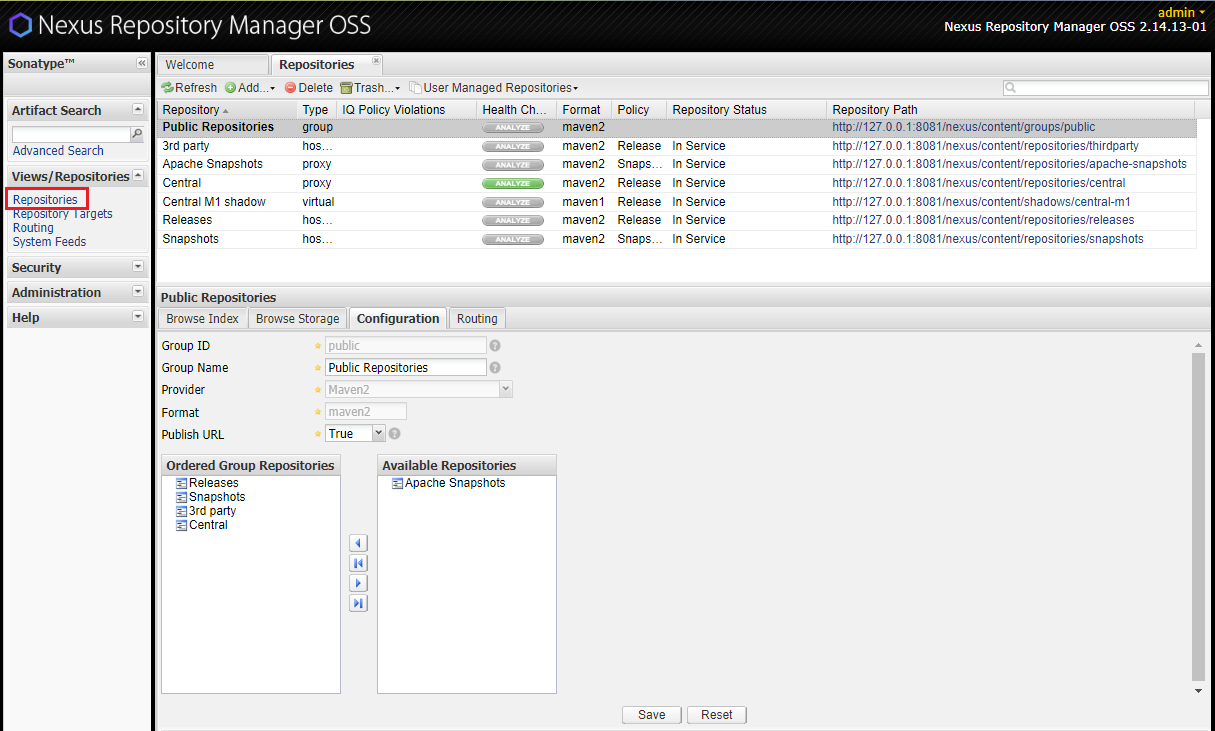 Nexus Repository Manager OSS
admin
Nexus Repository Manager OSS 2.14.13-01
Sonatype™
Artifact Search
Advanced Search
Views/Repositories
Repositories
Repository Targets
Routing
System Feeds
Security
Administration
Help
Welcome Repositories
Refresh Add... Delete Trash... User Managed Repositories
Repository Type IQ Policy Violations Health Ch... Format Policy Repository Status Repository Path
Public Repositories group ANALYZE maven2 http://127.0.0.1:8081/nexus/content/groups/public
3rd party hos... ANALYZE maven2 Release In Service http://127.0.0.1:8081/nexus/content/repositories/thirdparty
Apache Snapshots proxy ANALYZE maven2 Snaps... In Service http://127.0.0.1:8081/nexus/content/repositories/apache-snapshots
Central proxy ANALYZE maven2 Release In Service http://127.0.0.1:8081/nexus/content/repositories/central
Central M1 shadow virtual ANALYZE maven1 Release In Service http://127.0.0.1:8081/nexus/content/shadows/central-m1
Releases hos... ANALYZE maven2 Release In Service http://127.0.0.1:8081/nexus/content/repositories/releases
Snapshots hos... ANALYZE maven2 Snaps... In Service http://127.0.0.1:8081/nexus/content/repositories/snapshots
Public Repositories
Browse Index Browse Storage Configuration Routing
Group ID public
Group Name Public Repositories
Provider Maven2
Format maven2
Publish URL True
Ordered Group Repositories
Releases
Snapshots
3rd party
Central
Available Repositories
Apache Snapshots
Save Reset